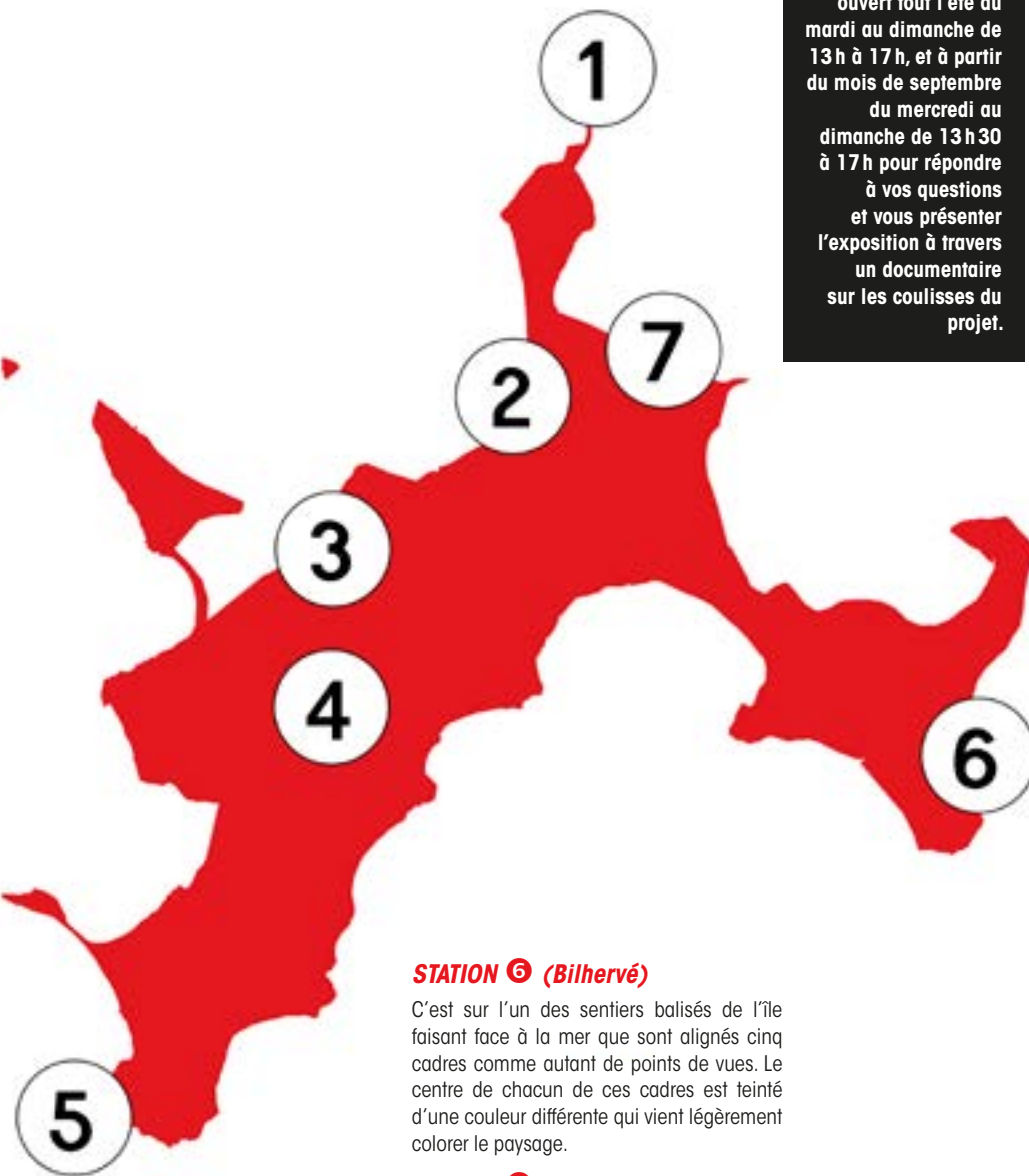 1
ouvert tout l'été du
mardi au dimanche de
13 h à 17 h, et à partir
du mois de septembre
du mercredi au
dimanche de 13 h 30
à 17 h pour répondre
à vos questions
et vous présenter
l'exposition à travers
un documentaire
sur les coulisses du
projet.
7
2
3
4
6
5
STATION ❻ (Bilhervé)
C'est sur l'un des sentiers balisés de l'île
faisant face à la mer que sont alignés cinq
cadres comme autant de points de vues. Le
centre de chacun de ces cadres est teinté
d'une couleur différente qui vient légèrement
colorer le paysage.